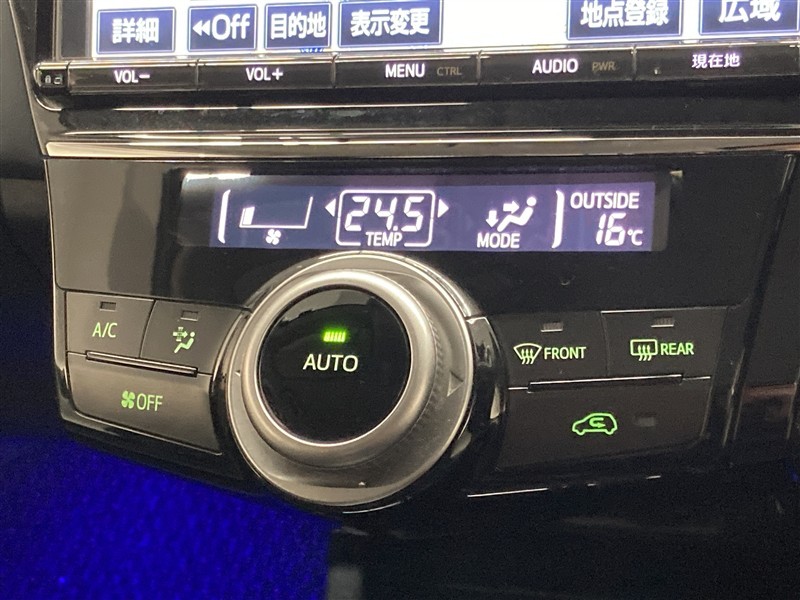 詳細 ◀◀Off 目的地 表示変更 地点登録 広域
VOL− VOL+ MENU CTRL AUDIO PWR 現在地
24.5 TEMP MODE OUTSIDE 16℃
A/C AUTO FRONT REAR
OFF